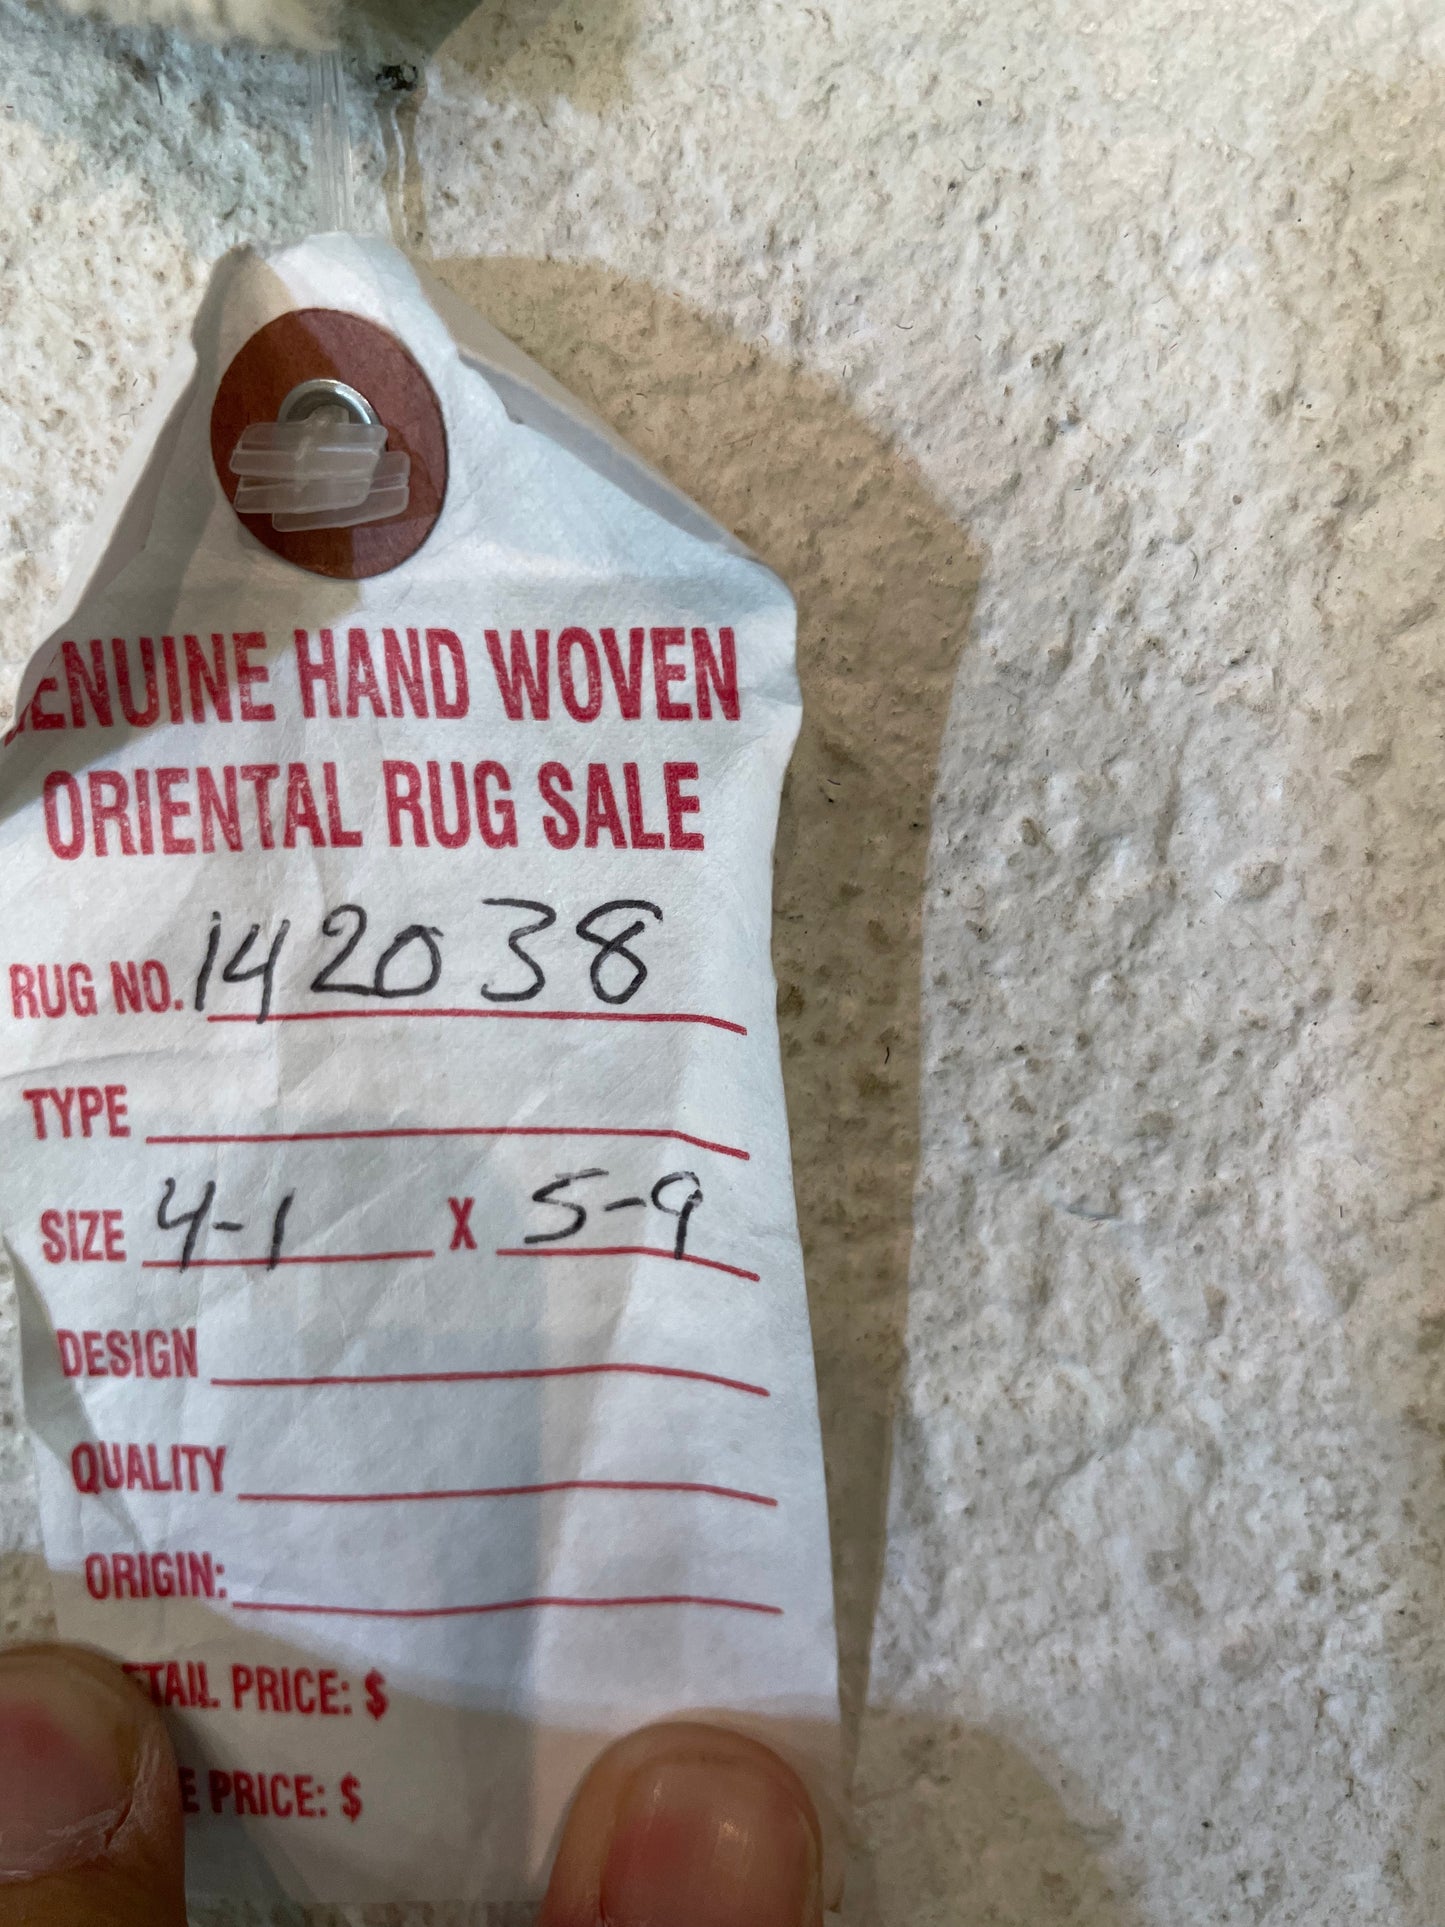 ENUINE HAND WOVEN
ORIENTAL RUG SALE
RUG NO. 142038
TYPE
SIZE 4-1 X 5-9
DESIGN
QUALITY
ORIGIN:
ETAIL PRICE: $
E PRICE: $